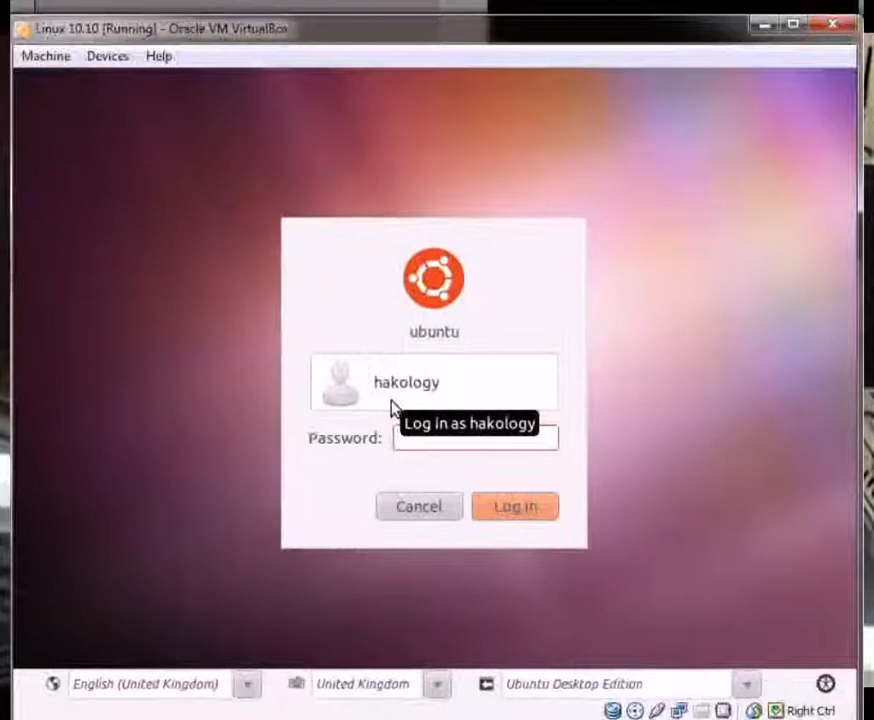 Linux 10.10 [Running] - Oracle VM VirtualBox
Machine Devices Help
ubuntu
hakology
Log in as hakology
Password:
Cancel Log in
English (United Kingdom) United Kingdom Ubuntu Desktop Edition
Right Ctrl